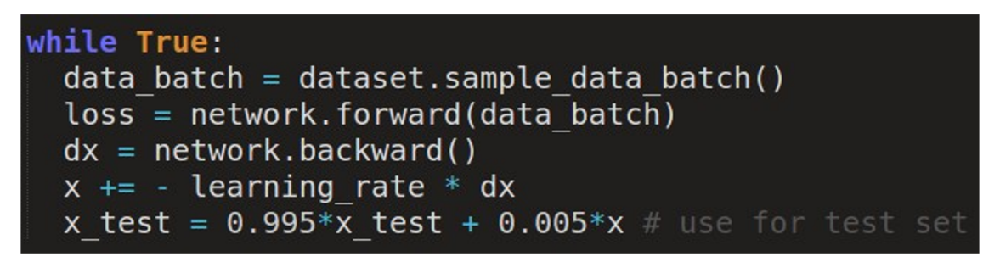 while True:
data_batch = dataset.sample_data_batch()
loss = network.forward(data_batch)
dx = network.backward()
x += - learning_rate * dx
x_test = 0.995*x_test + 0.005*x # use for test set